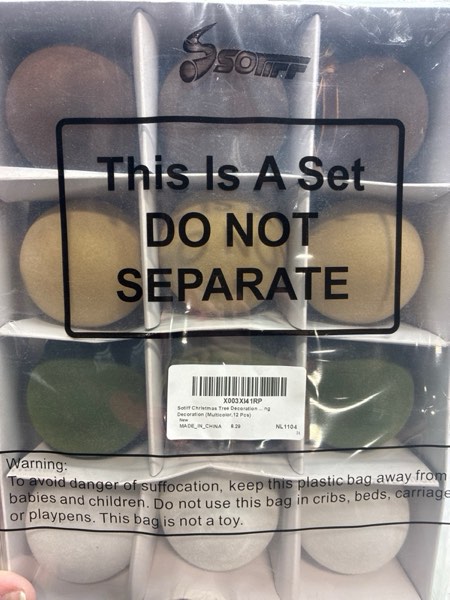 SOTIFF
This Is A Set
DO NOT
SEPARATE
X003XI41RP
Sotiff Christmas Tree Decoration ... ng
Decoration (Multicolor,12 Pcs)
New
MADE_IN_CHINA 8.29 NL1104
Warning:
To avoid danger of suffocation, keep this plastic bag away from
babies and children. Do not use this bag in cribs, beds, carriage
or playpens. This bag is not a toy.